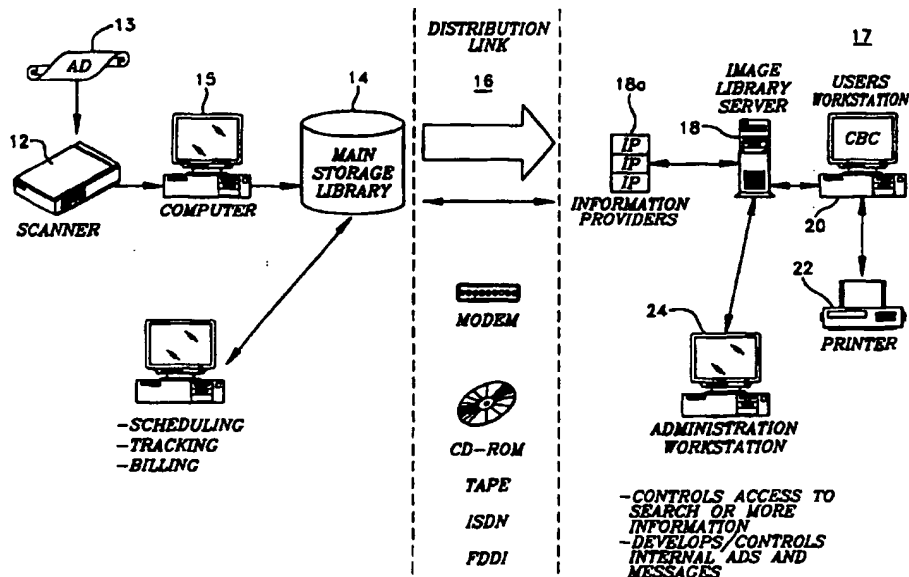 13
AD
12
SCANNER
15
COMPUTER
14
MAIN
STORAGE
LIBRARY
-SCHEDULING
-TRACKING
-BILLING
DISTRIBUTION
LINK
16
MODEM
CD-ROM
TAPE
ISDN
FDDI
17
18a
IP
IP
IP
INFORMATION
PROVIDERS
IMAGE
LIBRARY
SERVER
18
USERS
WORKSTATION
CBC
20
22
PRINTER
24
ADMINISTRATION
WORKSTATION
-CONTROLS ACCESS TO
SEARCH OR MORE
INFORMATION
-DEVELOPS/CONTROLS
INTERNAL ADS AND
MESSAGES